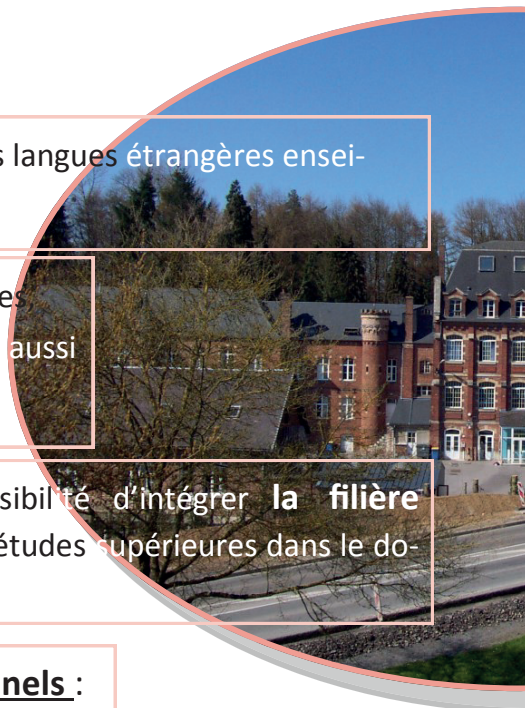 s langues étrangères ensei-
es
aussi
sibilité d'intégrer la filière
études supérieures dans le do-
nels :